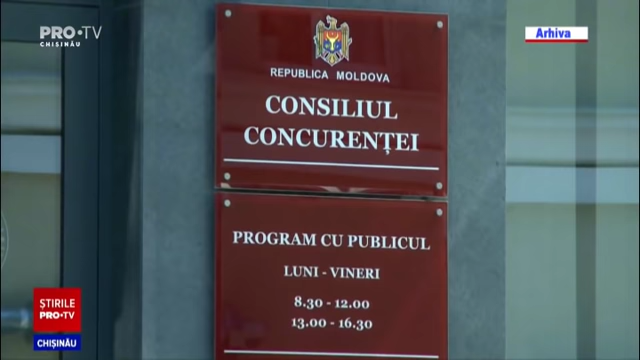 PRO•TV
CHIȘINĂU
Arhiva
REPUBLICA MOLDOVA
CONSILIUL
CONCURENȚEI
PROGRAM CU PUBLICUL
LUNI - VINERI
8.30 - 12.00
13.00 - 16.30
ȘTIRILE
PRO•TV
CHIȘINĂU